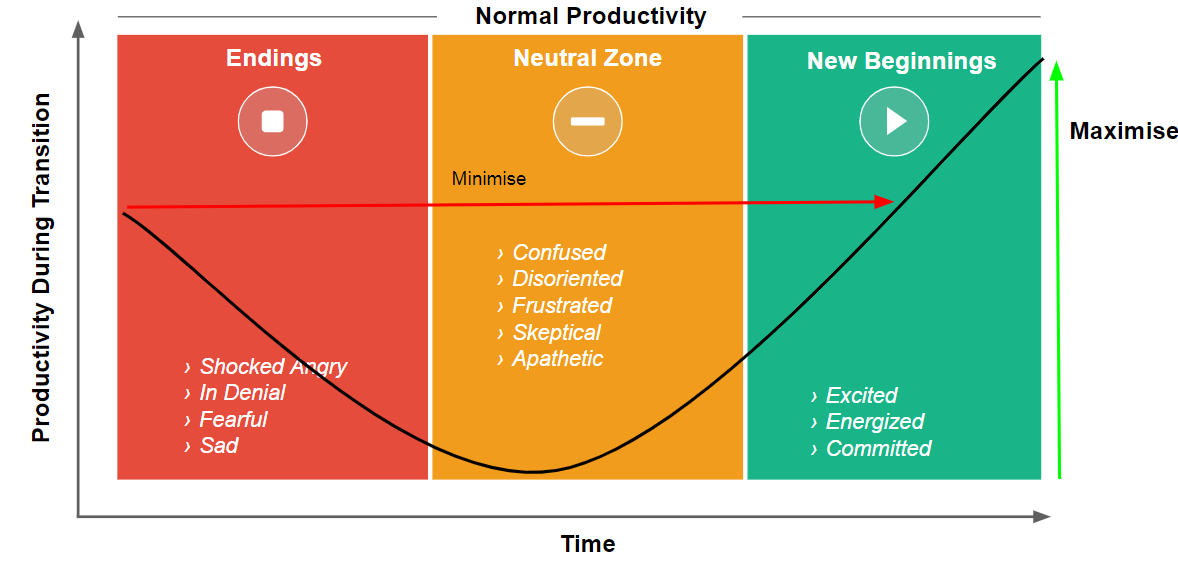 Normal Productivity
Endings
Neutral Zone
New Beginnings
Maximise
Minimise
Productivity During Transition
› Confused
› Disoriented
› Frustrated
› Skeptical
› Apathetic
› Shocked Angry
› In Denial
› Fearful
› Sad
› Excited
› Energized
› Committed
Time